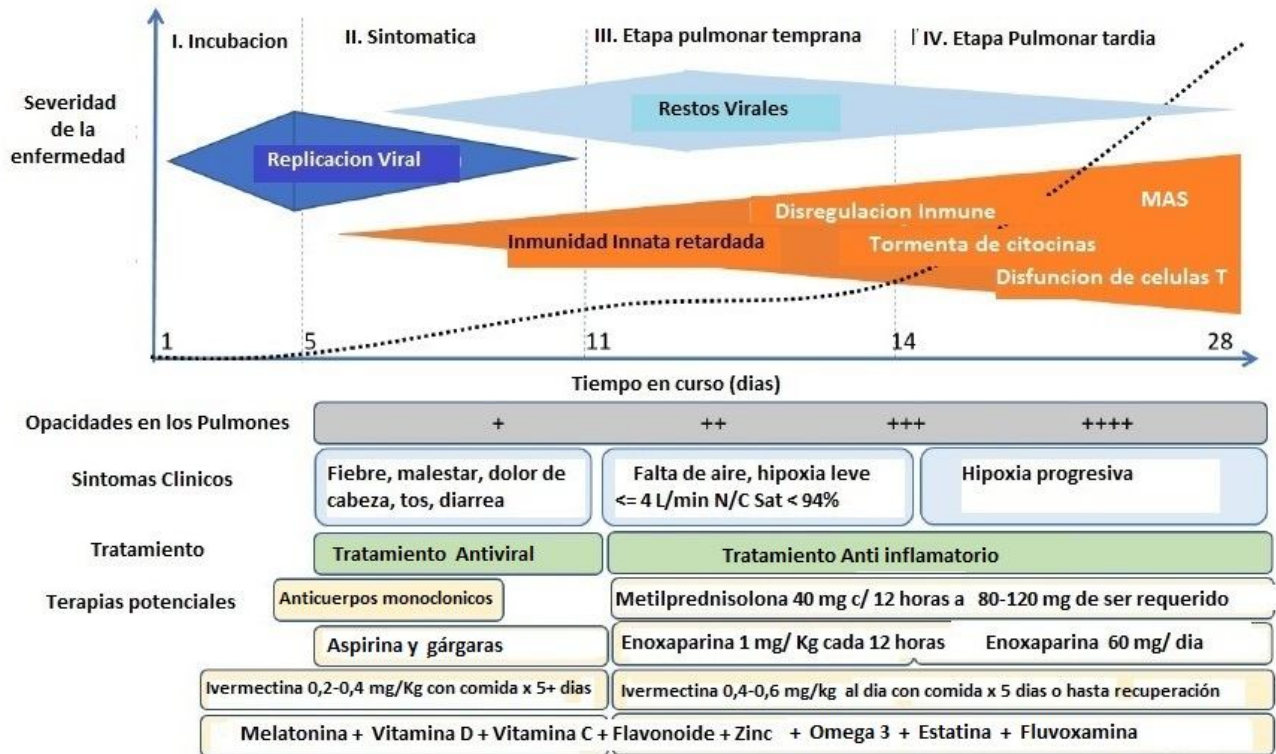 I. Incubacion
II. Sintomatica
III. Etapa pulmonar temprana
IV. Etapa Pulmonar tardia
Severidad
de la
enfermedad
Restos Virales
Replicacion Viral
Disregulacion Inmune
MAS
Inmunidad Innata retardada
Tormenta de citocinas
Disfuncion de celulas T
1 5 11 14 28
Tiempo en curso (dias)
Opacidades en los Pulmones + ++ +++ ++++
Sintomas Clinicos
Fiebre, malestar, dolor de
cabeza, tos, diarrea
Falta de aire, hipoxia leve
<= 4 L/min N/C Sat < 94%
Hipoxia progresiva
Tratamiento
Tratamiento Antiviral
Tratamiento Anti inflamatorio
Terapias potenciales
Anticuerpos monoclonicos
Metilprednisolona 40 mg c/ 12 horas a 80-120 mg de ser requerido
Aspirina y gárgaras
Enoxaparina 1 mg/ Kg cada 12 horas
Enoxaparina 60 mg/ dia
Ivermectina 0,2-0,4 mg/Kg con comida x 5+ dias
Ivermectina 0,4-0,6 mg/kg al dia con comida x 5 dias o hasta recuperación
Melatonina + Vitamina D + Vitamina C + Flavonoide + Zinc + Omega 3 + Estatina + Fluvoxamina